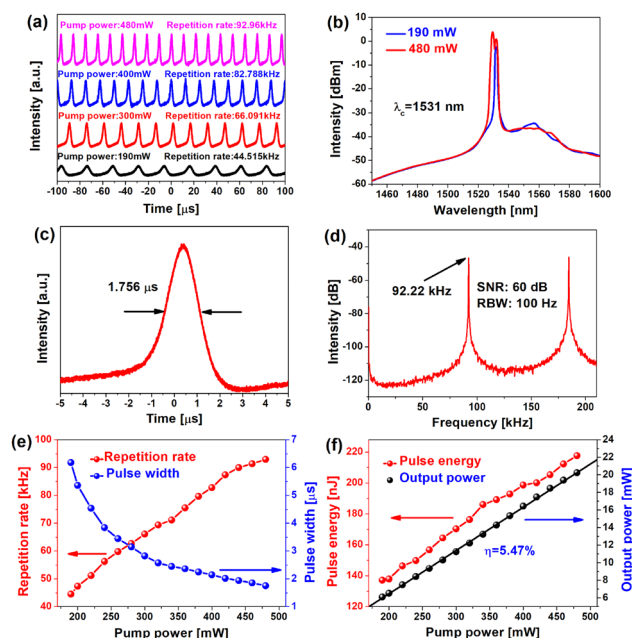 (a)
Pump power:480mW Repetition rate:92.96kHz
Pump power:400mW Repetition rate:82.788kHz
Pump power:300mW Repetition rate:66.091kHz
Pump power:190mW Repetition rate:44.515kHz
Intensity [a.u.]
-100 -80 -60 -40 -20 0 20 40 60 80 100
Time [μs]
(b)
190 mW
480 mW
λc=1531 nm
Intensity [dBm]
10
0
-10
-20
-30
-40
-50
-60
1460 1480 1500 1520 1540 1560 1580 1600
Wavelength [nm]
(c)
1.756 μs
Intensity [a.u.]
-5 -4 -3 -2 -1 0 1 2 3 4 5
Time [μs]
(d)
92.22 kHz
SNR: 60 dB
RBW: 100 Hz
Intensity [dB]
-40
-60
-80
-100
-120
0 50 100 150 200
Frequency [kHz]
(e)
Repetition rate
Pulse width
Repetition rate [kHz]
100
90
80
70
60
50
40
Pulse width [μs]
7
6
5
4
3
2
1
200 250 300 350 400 450 500
Pump power [mW]
(f)
Pulse energy
Output power
η=5.47%
Pulse energy [nJ]
220
200
180
160
140
120
Output power [mW]
24
22
20
18
16
14
12
10
8
6
200 250 300 350 400 450 500
Pump power [mW]